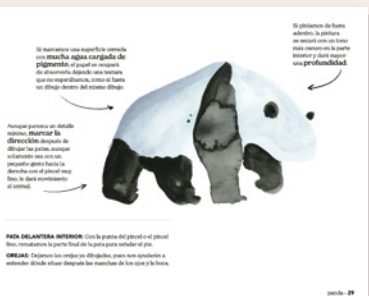 Si marcamos una superficie cerrada
con mucha agua cargada de
pigmento, el papel se ocupará
de absorverla dejando una textura
que no esperábamos, como si fuera
un dibujo dentro del mismo dibujo.
Si pintamos de fuera
adentro, la pintura
se secará con un tono
más oscuro en la parte
interior y dará mayor
una profundidad.
Aunque parezca un detalle
mínimo, marcar la
dirección después de
dibujar las patas, aunque
solamente sea con un
pequeño gesto hacia la
derecha con el pincel muy
fino, le dará movimiento
al animal.
PATA DELANTERA INTERIOR: Con la punta del pincel o el pincel
fino, rematamos la parte final de la pata para señalar el pie.
OREJAS: Dejamos las orejas ya dibujadas, pues nos ayudarán a
entender dónde situar después las manchas de los ojos y la boca.
panda - 29